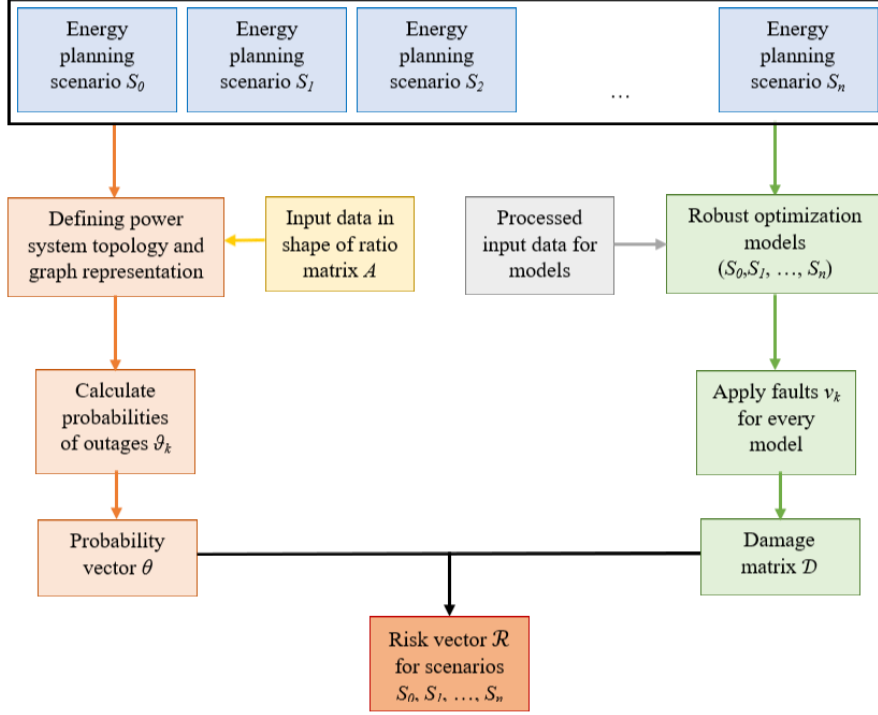 Energy
planning
scenario S₀
Energy
planning
scenario S₁
Energy
planning
scenario S₂
...
Energy
planning
scenario Sₙ
Defining power
system topology and
graph representation
Input data in
shape of ratio
matrix A
Processed
input data for
models
Robust optimization
models
(S₀,S₁, …, Sₙ)
Calculate
probabilities
of outages ϑₖ
Apply faults vₖ
for every
model
Probability
vector θ
Damage
matrix 𝒟
Risk vector ℛ
for scenarios
S₀, S₁, …, Sₙ